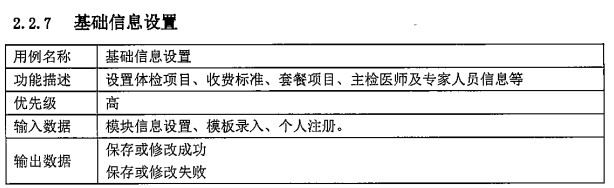 2.2.7 基础信息设置
用例名称 基础信息设置
功能描述 设置体检项目、收费标准、套餐项目、主检医师及专家人员信息等
优先级 高
输入数据 模块信息设置、模板录入、个人注册。
输出数据 保存或修改成功
保存或修改失败